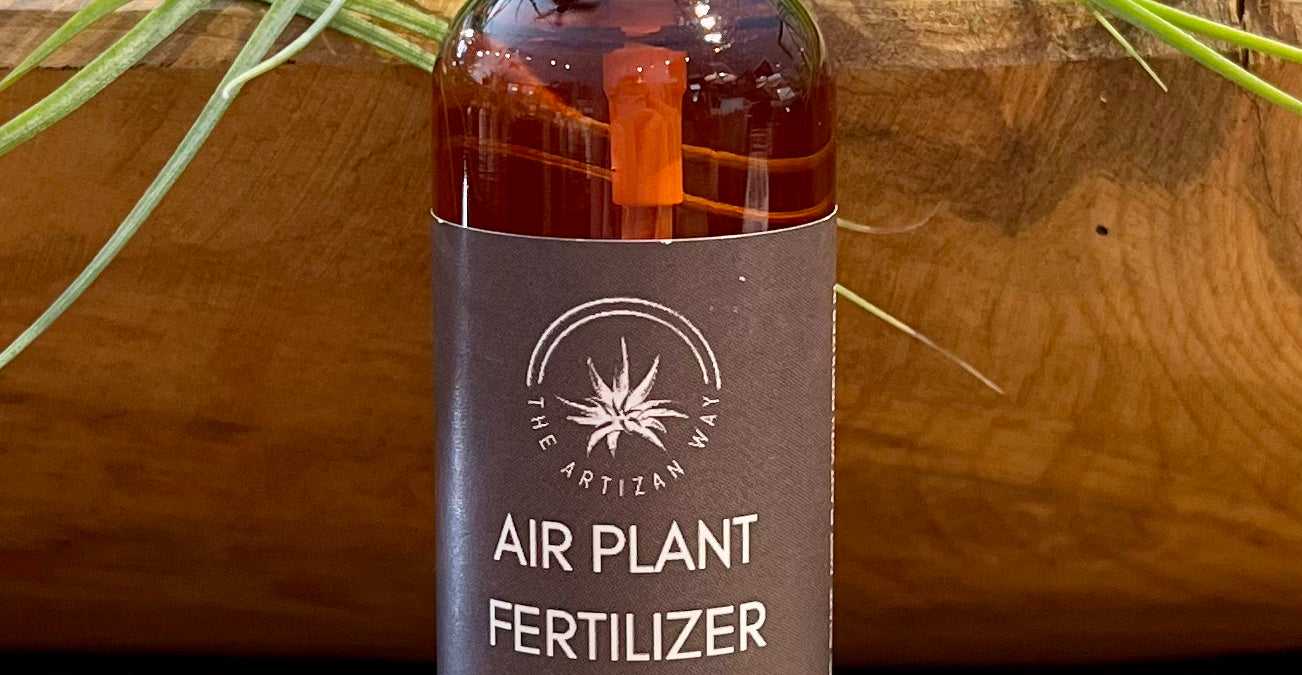 THE ARTIZAN WAY
AIR PLANT
FERTILIZER